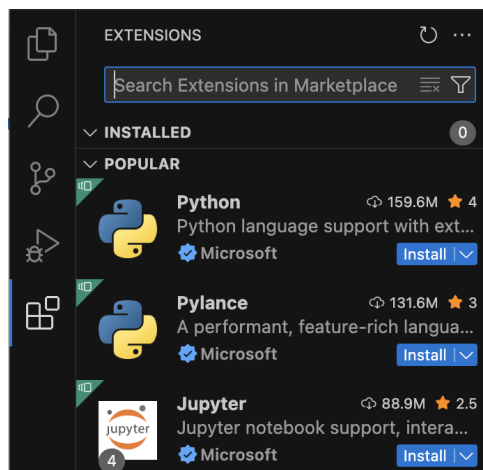 EXTENSIONS
Search Extensions in Marketplace
INSTALLED 0
POPULAR
Python 159.6M 4
Python language support with ext...
Microsoft Install
Pylance 131.6M 3
A performant, feature-rich langua...
Microsoft Install
Jupyter 88.9M 2.5
jupyter
Jupyter notebook support, intera...
4 Microsoft Install